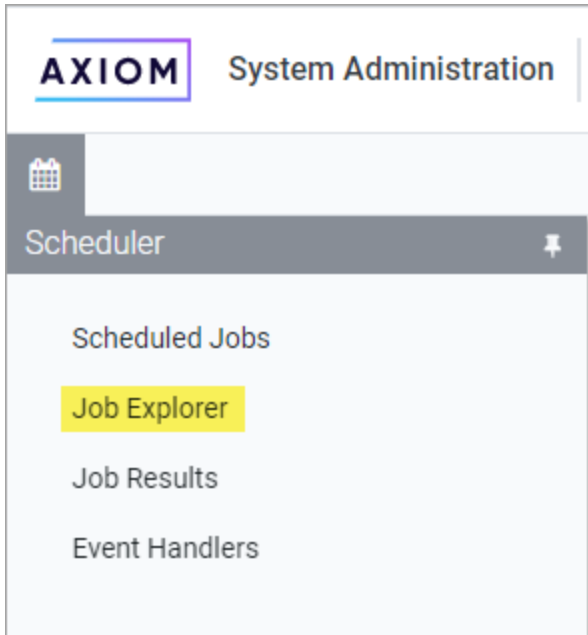 AXIOM System Administration
Scheduler
Scheduled Jobs
Job Explorer
Job Results
Event Handlers